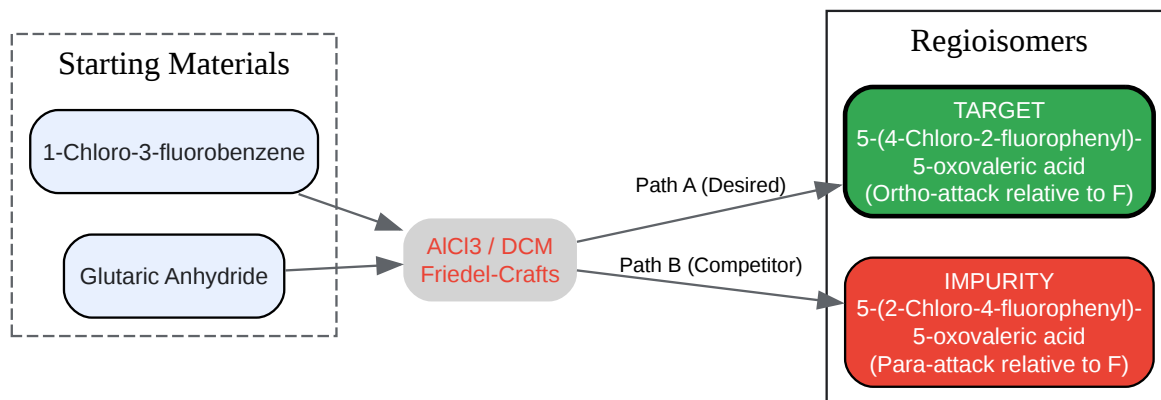 Starting Materials
1-Chloro-3-fluorobenzene
Glutaric Anhydride
AlCl3 / DCM
Friedel-Crafts
Path A (Desired)
Path B (Competitor)
Regioisomers
TARGET
5-(4-Chloro-2-fluorophenyl)-
5-oxovaleric acid
(Ortho-attack relative to F)
IMPURITY
5-(2-Chloro-4-fluorophenyl)-
5-oxovaleric acid
(Para-attack relative to F)